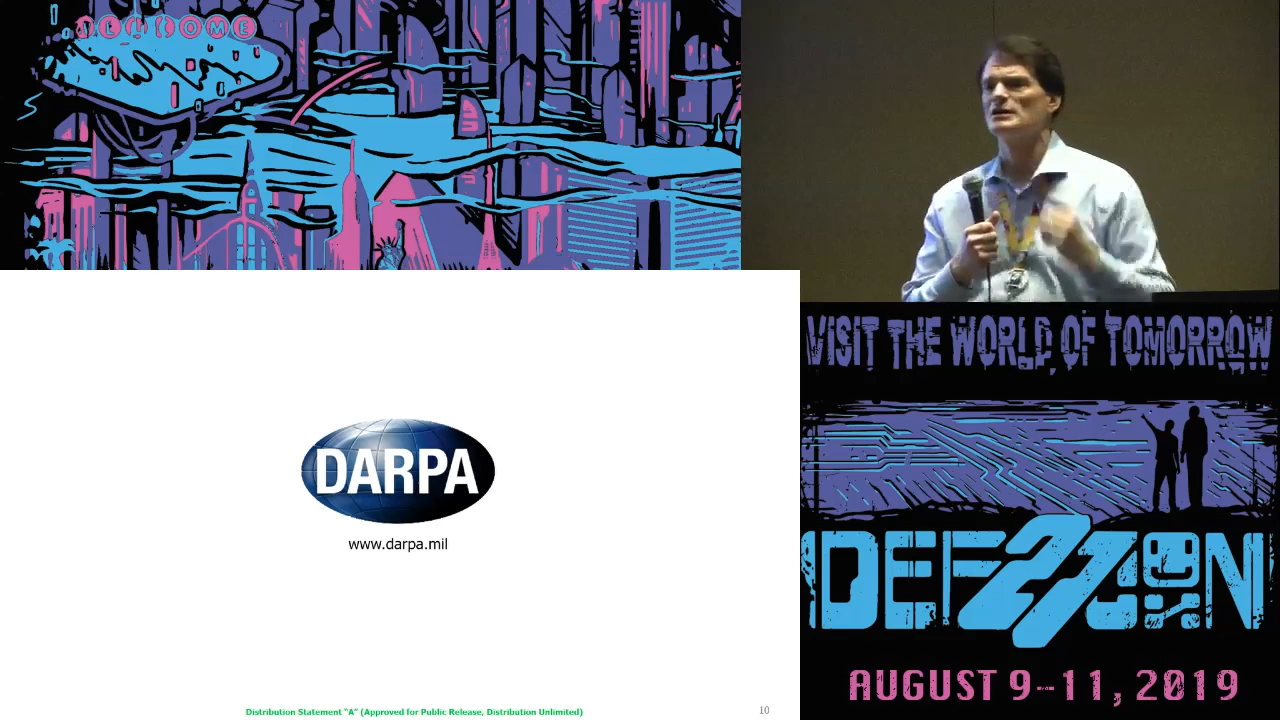 WELCOME
VISIT THE WORLD OF TOMORROW
DARPA
www.darpa.mil
DEF 27 CON
AUGUST 9-11, 2019
Distribution Statement "A" (Approved for Public Release, Distribution Unlimited)
10